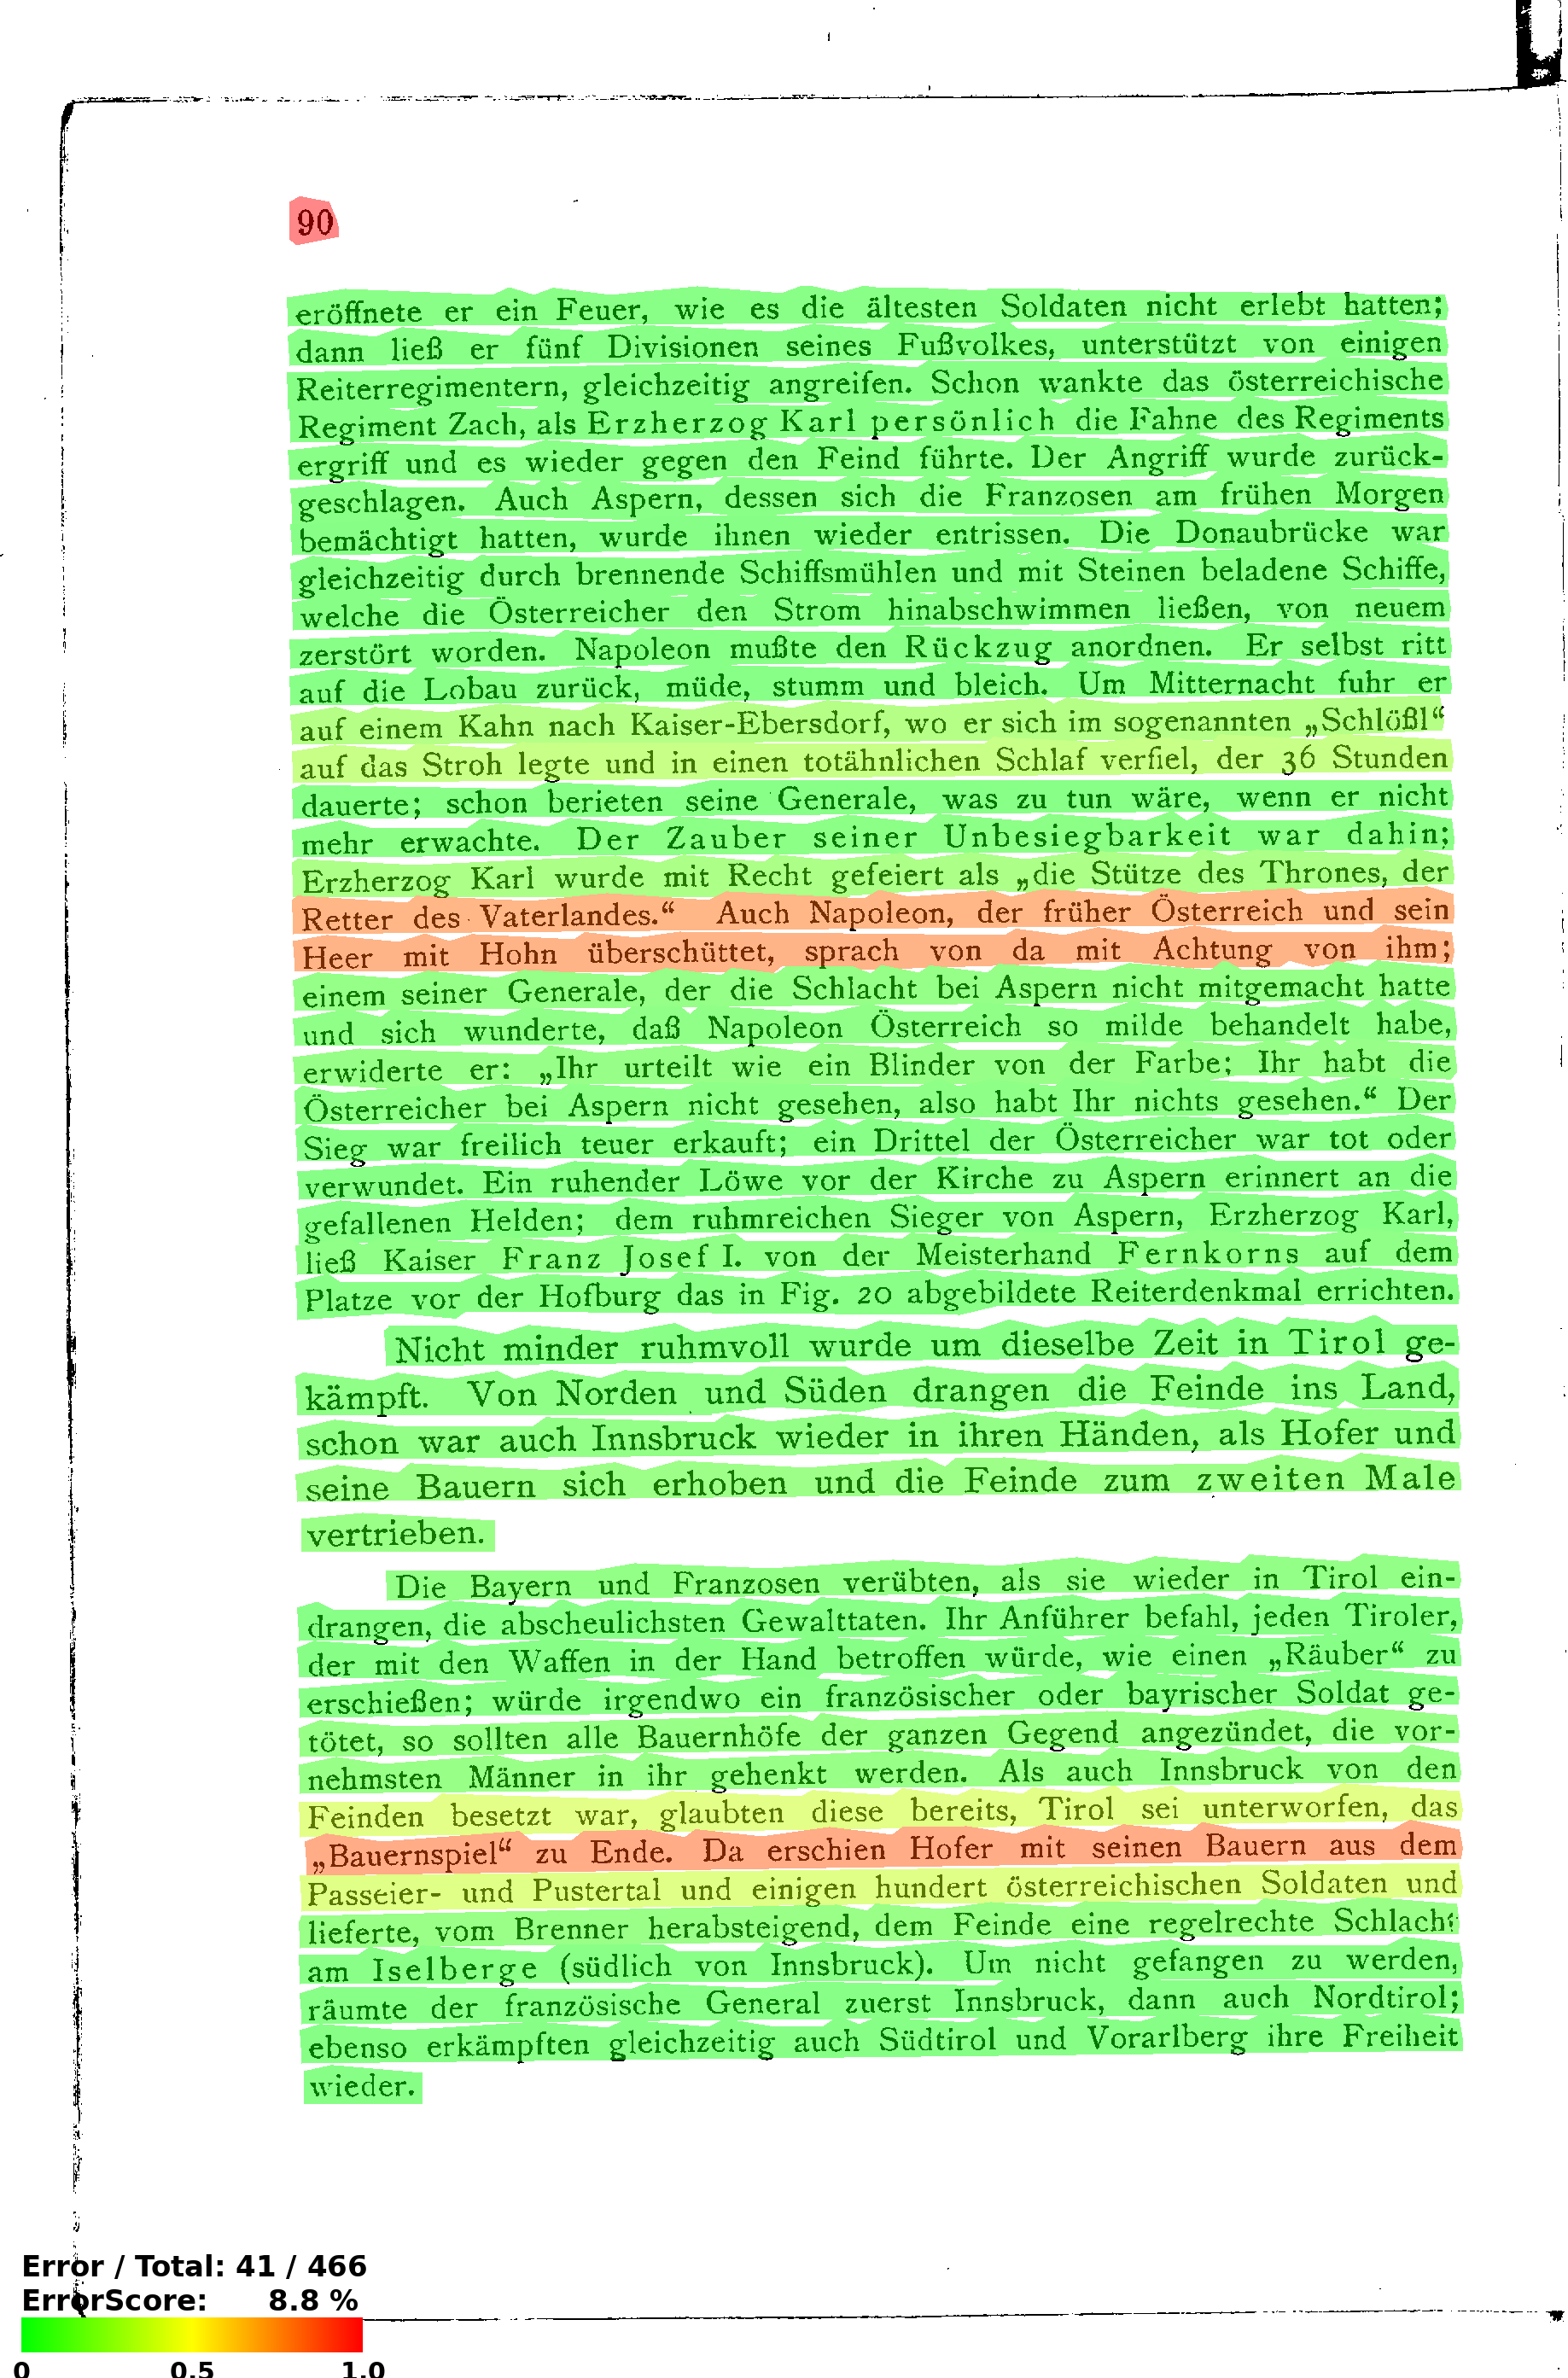 90
eröffnete er ein Feuer, wie es die ältesten Soldaten nicht erlebt hatten;
dann ließ er fünf Divisionen seines Fußvolkes, unterstützt von einigen
Reiterregimentern, gleichzeitig angreifen. Schon wankte das österreichische
Regiment Zach, als Erzherzog Karl persönlich die Fahne des Regiments
ergriff und es wieder gegen den Feind führte. Der Angriff wurde zurück-
geschlagen. Auch Aspern, dessen sich die Franzosen am frühen Morgen
bemächtigt hatten, wurde ihnen wieder entrissen. Die Donaubrücke war
gleichzeitig durch brennende Schiffsmühlen und mit Steinen beladene Schiffe,
welche die Österreicher den Strom hinabschwimmen ließen, von neuem
zerstört worden. Napoleon mußte den Rückzug anordnen. Er selbst ritt
auf die Lobau zurück, müde, stumm und bleich. Um Mitternacht fuhr er
auf einem Kahn nach Kaiser-Ebersdorf, wo er sich im sogenannten „Schlößl“
auf das Stroh legte und in einen totähnlichen Schlaf verfiel, der 36 Stunden
dauerte; schon berieten seine Generale, was zu tun wäre, wenn er nicht
mehr erwachte. Der Zauber seiner Unbesiegbarkeit war dahin;
Erzherzog Karl wurde mit Recht gefeiert als „die Stütze des Thrones, der
Retter des Vaterlandes.“ Auch Napoleon, der früher Österreich und sein
Heer mit Hohn überschüttet, sprach von da mit Achtung von ihm;
einem seiner Generale, der die Schlacht bei Aspern nicht mitgemacht hatte
und sich wunderte, daß Napoleon Österreich so milde behandelt habe,
erwiderte er: „Ihr urteilt wie ein Blinder von der Farbe; Ihr habt die
Österreicher bei Aspern nicht gesehen, also habt Ihr nichts gesehen.“ Der
Sieg war freilich teuer erkauft; ein Drittel der Österreicher war tot oder
verwundet. Ein ruhender Löwe vor der Kirche zu Aspern erinnert an die
gefallenen Helden; dem ruhmreichen Sieger von Aspern, Erzherzog Karl,
ließ Kaiser Franz Josef I. von der Meisterhand Fernkorns auf dem
Platze vor der Hofburg das in Fig. 20 abgebildete Reiterdenkmal errichten.
Nicht minder ruhmvoll wurde um dieselbe Zeit in Tirol ge-
kämpft. Von Norden und Süden drangen die Feinde ins Land,
schon war auch Innsbruck wieder in ihren Händen, als Hofer und
seine Bauern sich erhoben und die Feinde zum zweiten Male
vertrieben.
Die Bayern und Franzosen verübten, als sie wieder in Tirol ein-
drangen, die abscheulichsten Gewalttaten. Ihr Anführer befahl, jeden Tiroler,
der mit den Waffen in der Hand betroffen würde, wie einen „Räuber“ zu
erschießen; würde irgendwo ein französischer oder bayrischer Soldat ge-
tötet, so sollten alle Bauernhöfe der ganzen Gegend angezündet, die vor-
nehmsten Männer in ihr gehenkt werden. Als auch Innsbruck von den
Feinden besetzt war, glaubten diese bereits, Tirol sei unterworfen, das
„Bauernspiel“ zu Ende. Da erschien Hofer mit seinen Bauern aus dem
Passeier- und Pustertal und einigen hundert österreichischen Soldaten und
lieferte, vom Brenner herabsteigend, dem Feinde eine regelrechte Schlacht
am Iselberge (südlich von Innsbruck). Um nicht gefangen zu werden,
räumte der französische General zuerst Innsbruck, dann auch Nordtirol;
ebenso erkämpften gleichzeitig auch Südtirol und Vorarlberg ihre Freiheit
wieder.
Error / Total: 41 / 466
ErrorScore: 8.8 %
0 0.5 1.0